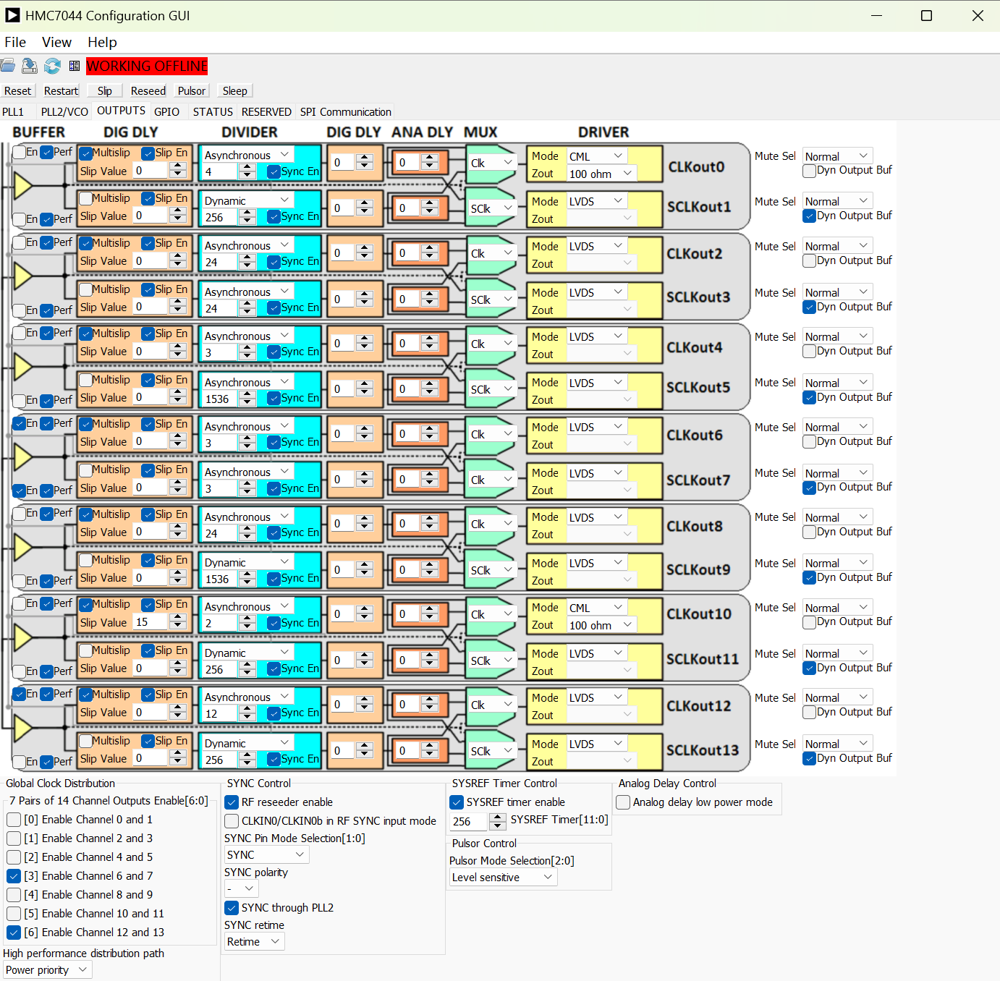 HMC7044 Configuration GUI
File View Help
WORKING OFFLINE
Reset Restart Slip Reseed Pulsor Sleep
PLL1 PLL2/VCO OUTPUTS GPIO STATUS RESERVED SPI Communication
BUFFER DIG DLY DIVIDER DIG DLY ANA DLY MUX DRIVER
En Perf Multislip Slip En Asynchronous 0 0 Clk Mode CML CLKout0 Mute Sel Normal
Slip Value 0 4 Sync En Zout 100 ohm Dyn Output Buf
Multislip Slip En Dynamic 0 0 SClk Mode LVDS SCLKout1 Mute Sel Normal
En Perf Slip Value 0 256 Sync En Zout Dyn Output Buf
En Perf Multislip Slip En Asynchronous 0 0 Clk Mode LVDS CLKout2 Mute Sel Normal
Slip Value 0 24 Sync En Zout Dyn Output Buf
Multislip Slip En Asynchronous 0 0 SClk Mode LVDS SCLKout3 Mute Sel Normal
En Perf Slip Value 0 24 Sync En Zout Dyn Output Buf
En Perf Multislip Slip En Asynchronous 0 0 Clk Mode LVDS CLKout4 Mute Sel Normal
Slip Value 0 3 Sync En Zout Dyn Output Buf
Multislip Slip En Asynchronous 0 0 SClk Mode LVDS SCLKout5 Mute Sel Normal
En Perf Slip Value 0 1536 Sync En Zout Dyn Output Buf
En Perf Multislip Slip En Asynchronous 0 0 Clk Mode LVDS CLKout6 Mute Sel Normal
Slip Value 0 3 Sync En Zout Dyn Output Buf
Multislip Slip En Asynchronous 0 0 Clk Mode LVDS SCLKout7 Mute Sel Normal
En Perf Slip Value 0 3 Sync En Zout Dyn Output Buf
En Perf Multislip Slip En Asynchronous 0 0 Clk Mode LVDS CLKout8 Mute Sel Normal
Slip Value 0 24 Sync En Zout Dyn Output Buf
Multislip Slip En Dynamic 0 0 SClk Mode LVDS SCLKout9 Mute Sel Normal
En Perf Slip Value 0 1536 Sync En Zout Dyn Output Buf
En Perf Multislip Slip En Asynchronous 0 0 Clk Mode CML CLKout10 Mute Sel Normal
Slip Value 15 2 Sync En Zout 100 ohm Dyn Output Buf
Multislip Slip En Dynamic 0 0 SClk Mode LVDS SCLKout11 Mute Sel Normal
En Perf Slip Value 0 256 Sync En Zout Dyn Output Buf
En Perf Multislip Slip En Asynchronous 0 0 Clk Mode LVDS CLKout12 Mute Sel Normal
Slip Value 0 12 Sync En Zout Dyn Output Buf
Multislip Slip En Dynamic 0 0 SClk Mode LVDS SCLKout13 Mute Sel Normal
En Perf Slip Value 0 256 Sync En Zout Dyn Output Buf
Global Clock Distribution
7 Pairs of 14 Channel Outputs Enable[6:0]
[0] Enable Channel 0 and 1
[1] Enable Channel 2 and 3
[2] Enable Channel 4 and 5
[3] Enable Channel 6 and 7
[4] Enable Channel 8 and 9
[5] Enable Channel 10 and 11
[6] Enable Channel 12 and 13
High performance distribution path
Power priority
SYNC Control
RF reseeder enable
CLKIN0/CLKIN0b in RF SYNC input mode
SYNC Pin Mode Selection[1:0]
SYNC
SYNC polarity
-
SYNC through PLL2
SYNC retime
Retime
SYSREF Timer Control
SYSREF timer enable
256 SYSREF Timer[11:0]
Pulsor Control
Pulsor Mode Selection[2:0]
Level sensitive
Analog Delay Control
Analog delay low power mode